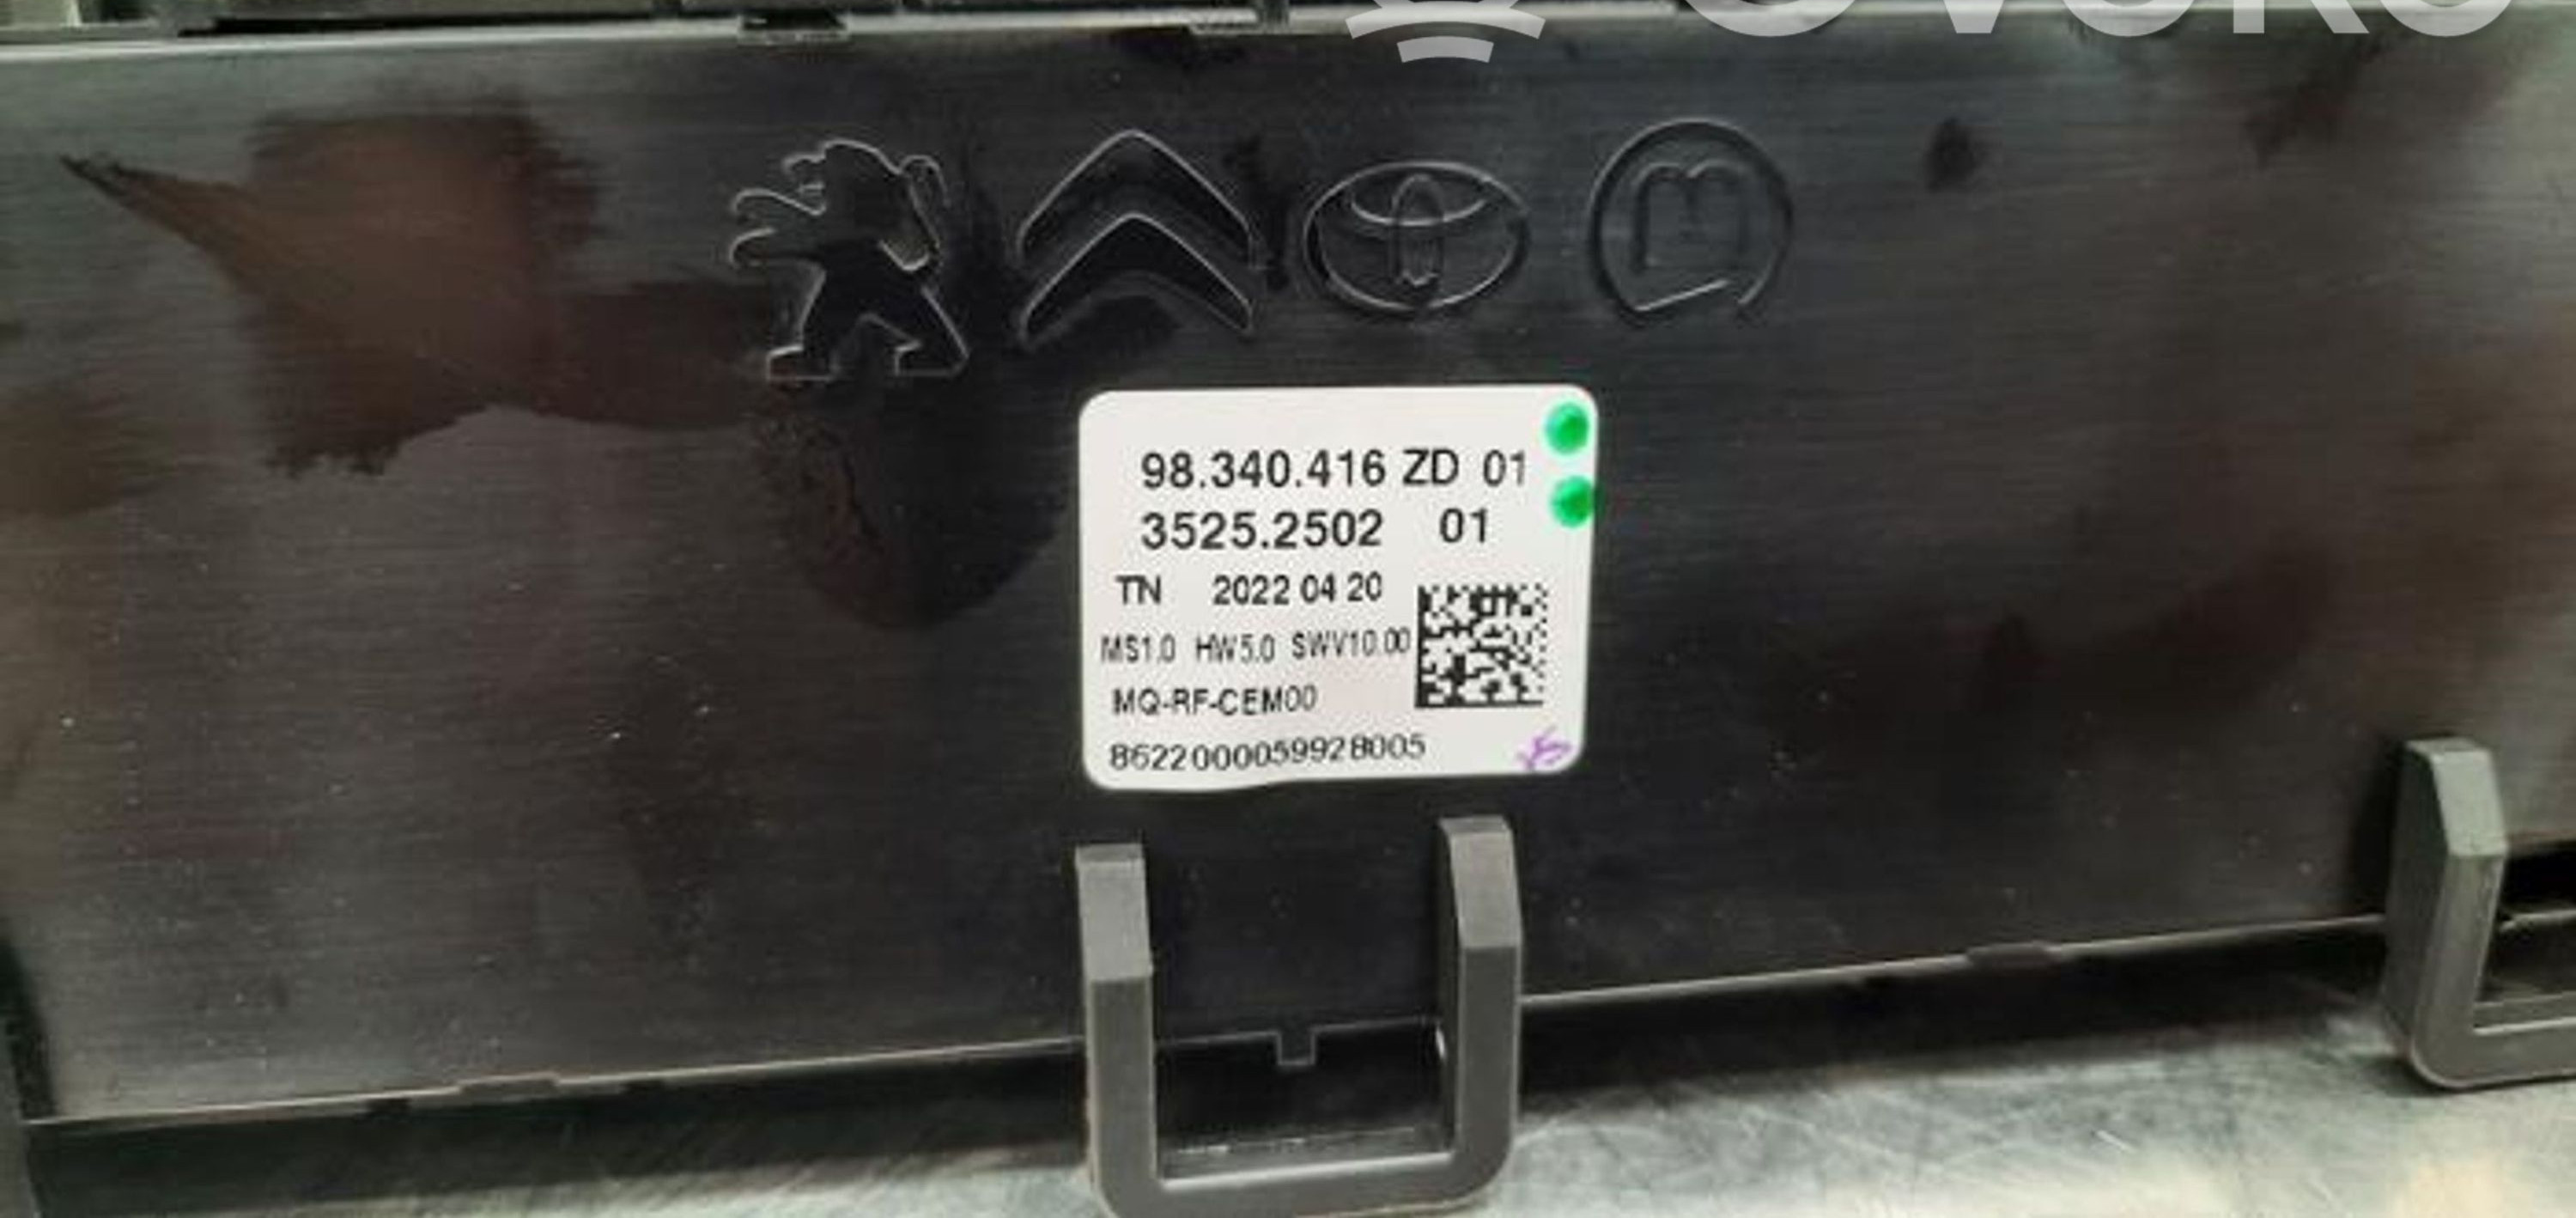 98.340.416 ZD 01
3525.2502 01
TN 2022 04 20
MS1.0 HW5.0 SWV10.00
MQ-RF-CEM00
8622000059928005